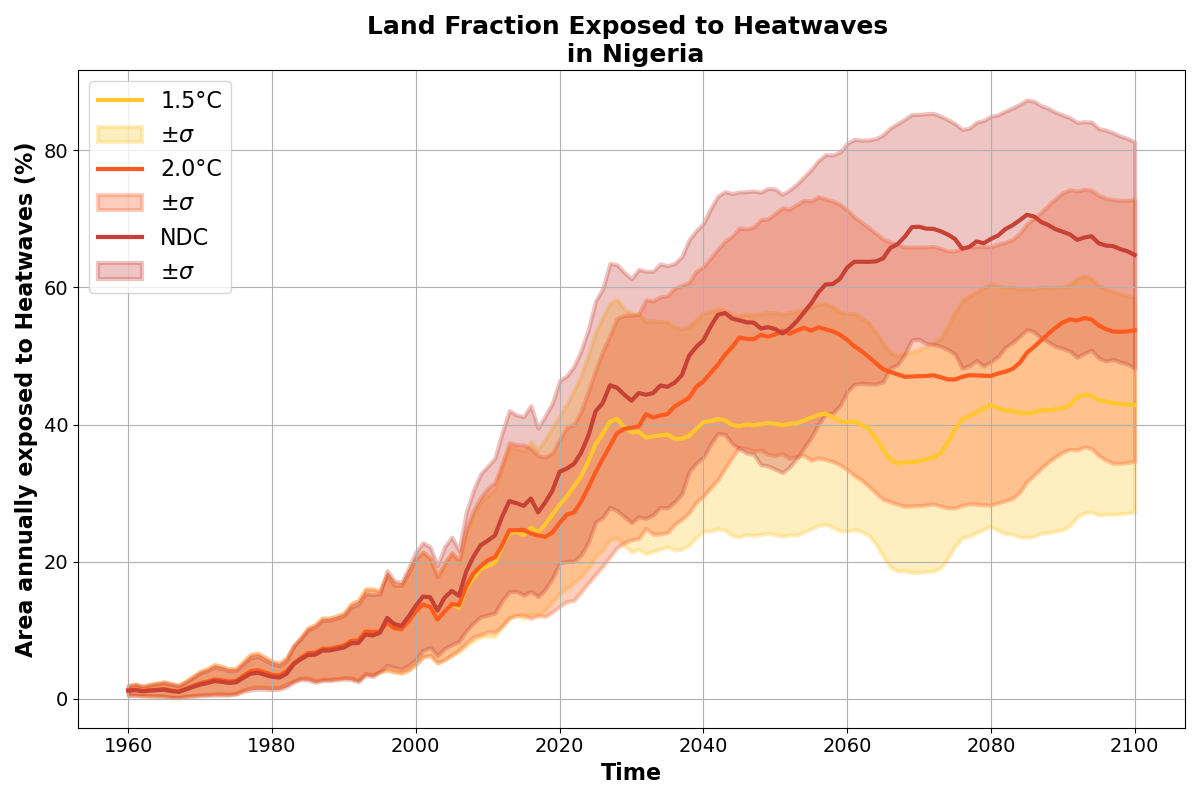 Land Fraction Exposed to Heatwaves
in Nigeria
Area annually exposed to Heatwaves (%)
80
60
40
20
0
1.5°C
±σ
2.0°C
±σ
NDC
±σ
1960 1980 2000 2020 2040 2060 2080 2100
Time